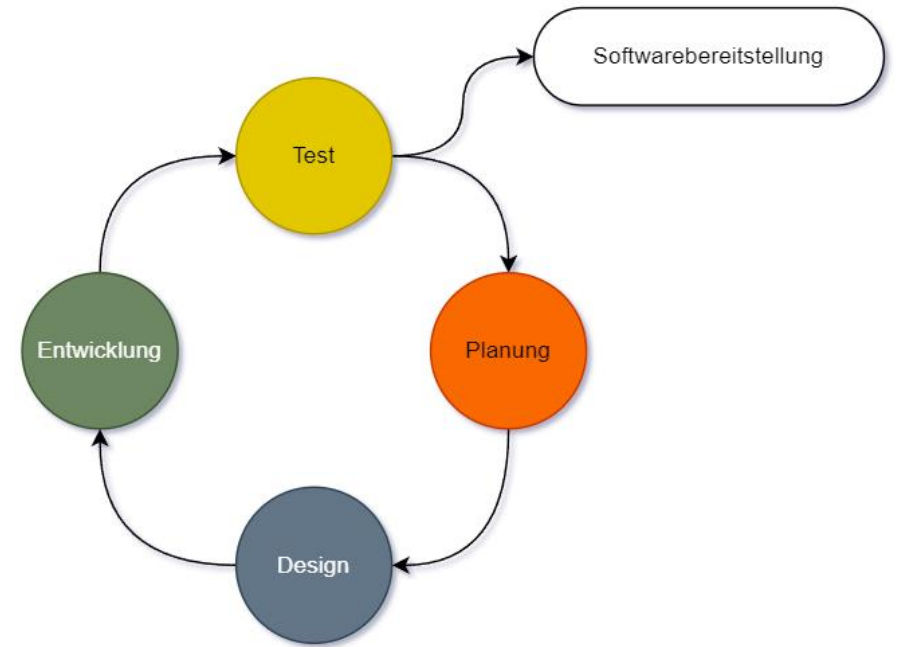 Softwarebereitstellung
Test
Entwicklung
Planung
Design